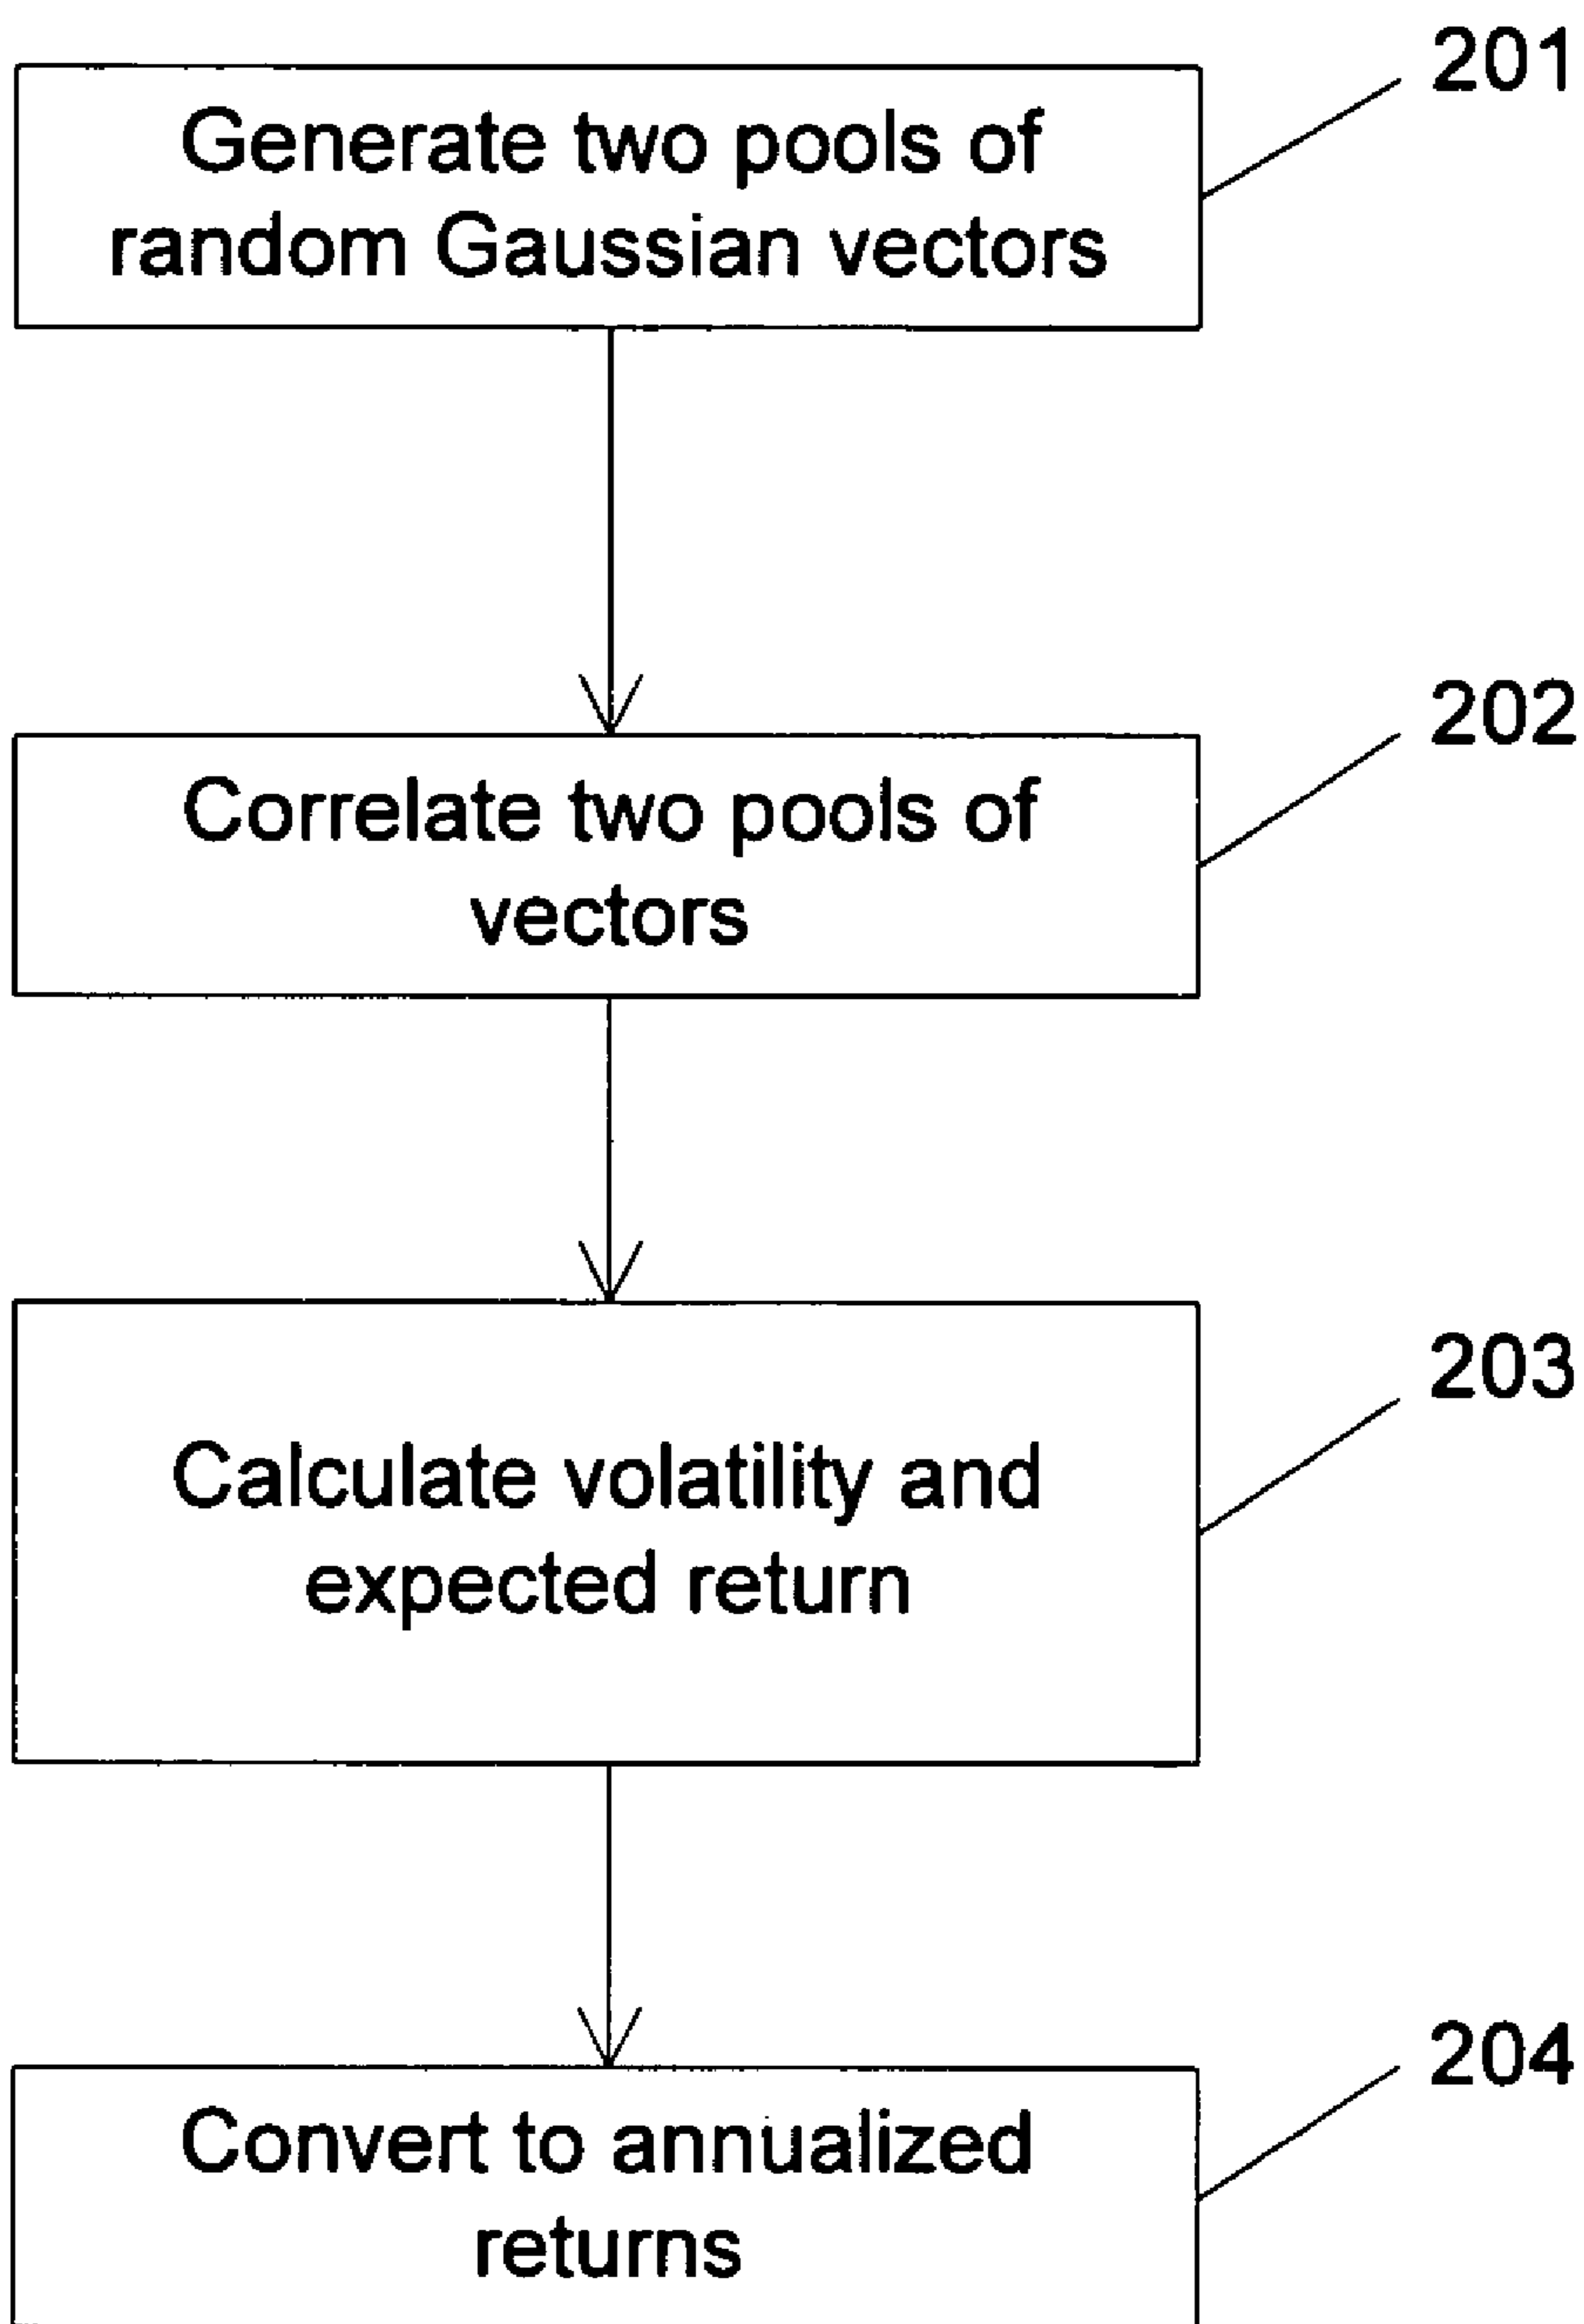 201
Generate two pools of
random Gaussian vectors
202
Correlate two pools of
vectors
203
Calculate volatility and
expected return
204
Convert to annualized
returns